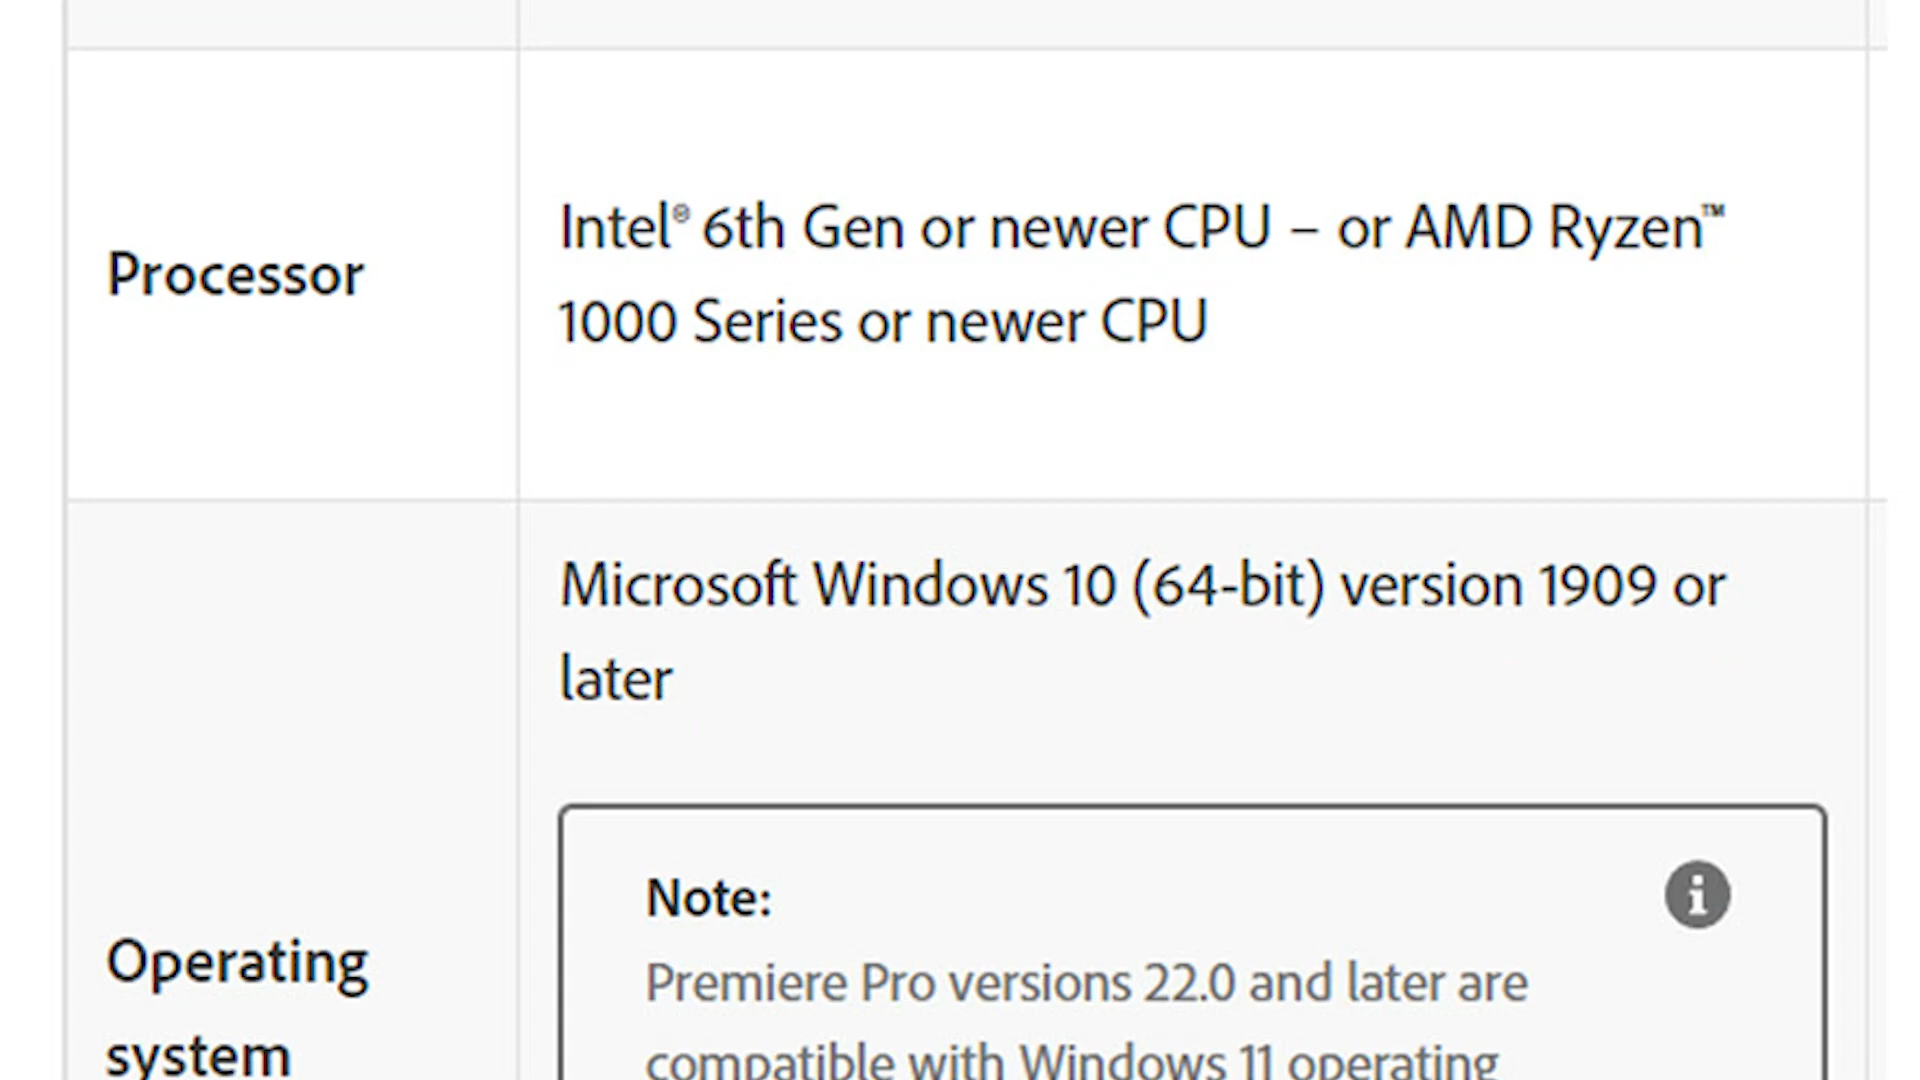 Processor
Intel® 6th Gen or newer CPU – or AMD Ryzen™
1000 Series or newer CPU
Operating
system
Microsoft Windows 10 (64-bit) version 1909 or
later
Note:
Premiere Pro versions 22.0 and later are
compatible with Windows 11 operating